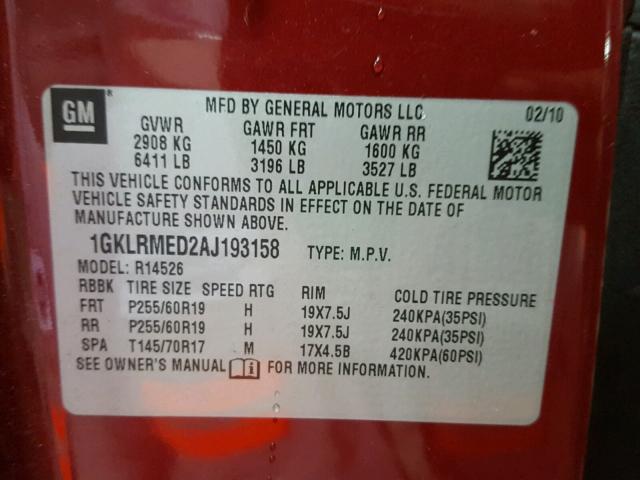 GM ®
MFD BY GENERAL MOTORS LLC 02/10
GVWR GAWR FRT GAWR RR
2908 KG 1450 KG 1600 KG
6411 LB 3196 LB 3527 LB
THIS VEHICLE CONFORMS TO ALL APPLICABLE U.S. FEDERAL MOTOR
VEHICLE SAFETY STANDARDS IN EFFECT ON THE DATE OF
MANUFACTURE SHOWN ABOVE.
1GKLRMED2AJ193158 TYPE: M.P.V.
MODEL: R14526
RBBK TIRE SIZE SPEED RTG RIM COLD TIRE PRESSURE
FRT P255/60R19 H 19X7.5J 240KPA(35PSI)
RR P255/60R19 H 19X7.5J 240KPA(35PSI)
SPA T145/70R17 M 17X4.5B 420KPA(60PSI)
SEE OWNER'S MANUAL FOR MORE INFORMATION.